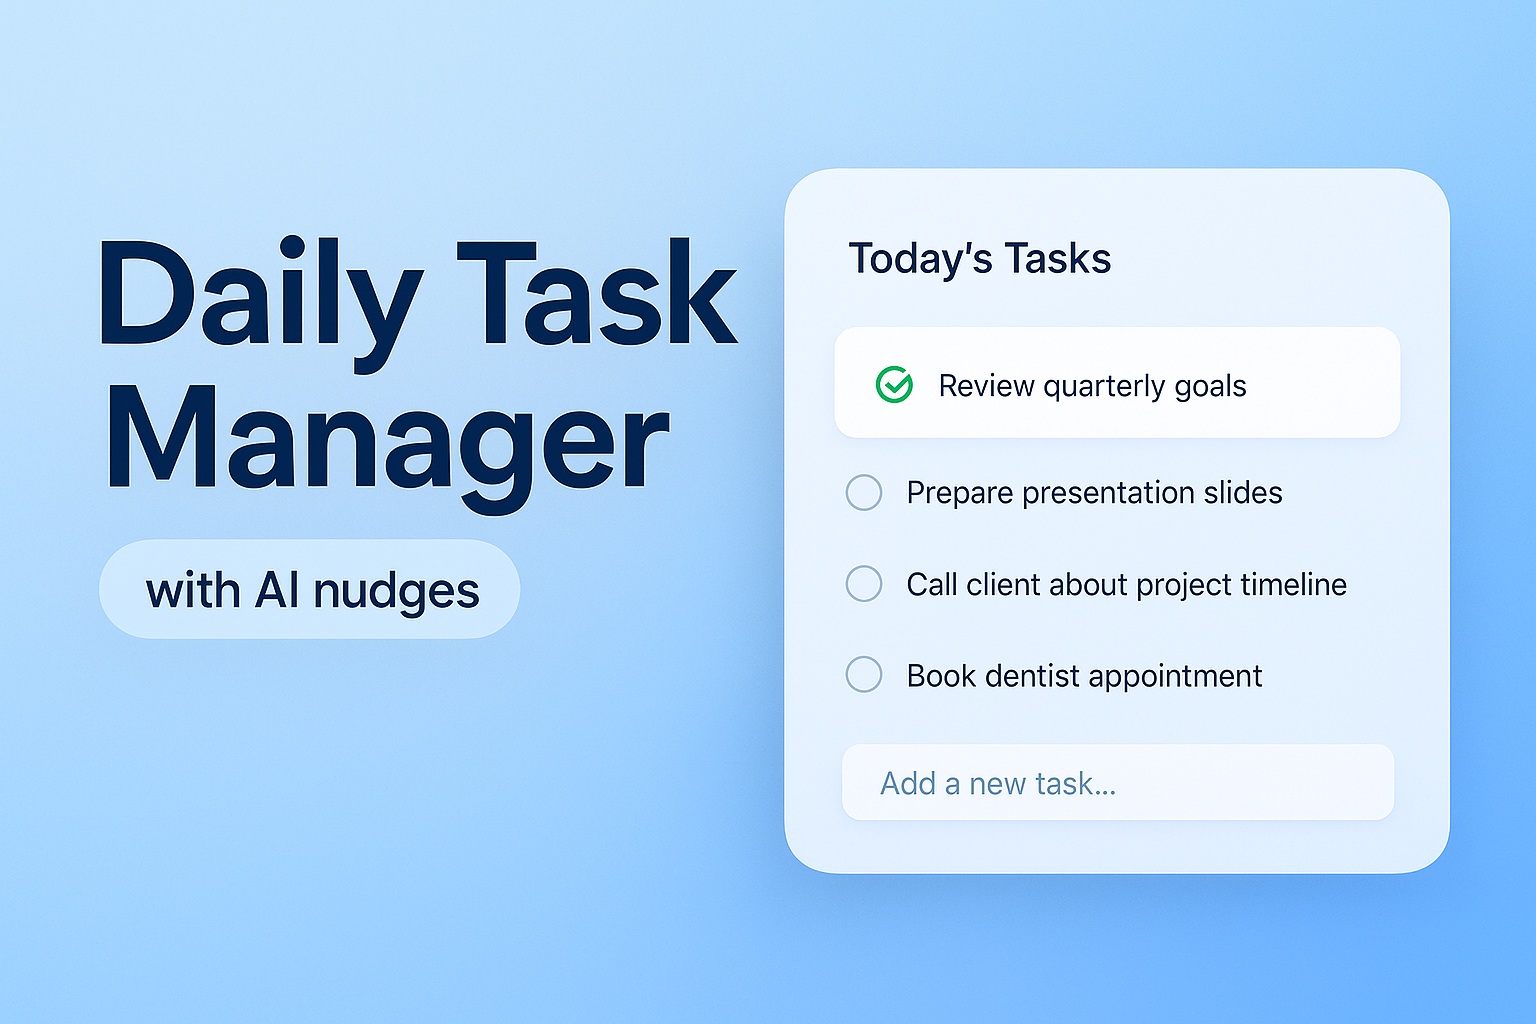 Daily Task
Manager
with AI nudges
Today's Tasks
Review quarterly goals
Prepare presentation slides
Call client about project timeline
Book dentist appointment
Add a new task...